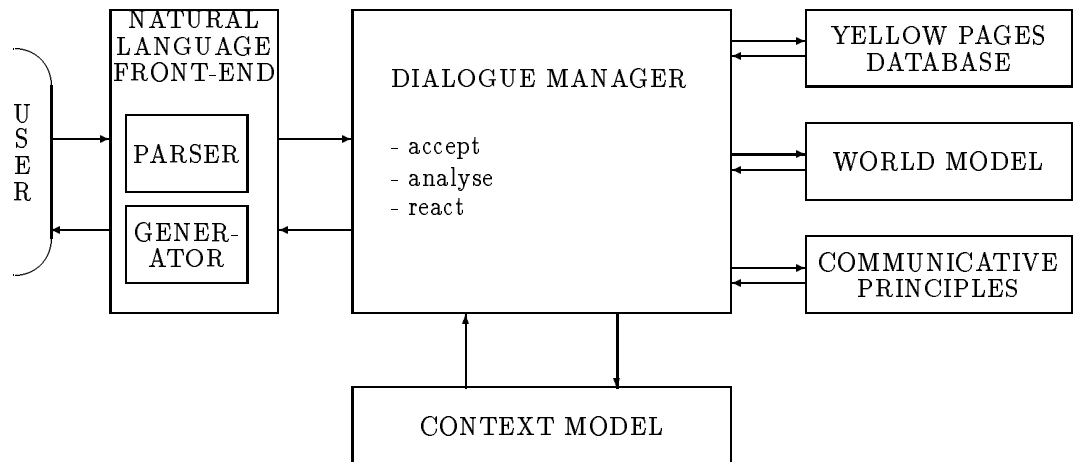 U
S
E
R
NATURAL
LANGUAGE
FRONT-END
PARSER
GENER-
ATOR
DIALOGUE MANAGER
- accept
- analyse
- react
YELLOW PAGES
DATABASE
WORLD MODEL
COMMUNICATIVE
PRINCIPLES
CONTEXT MODEL